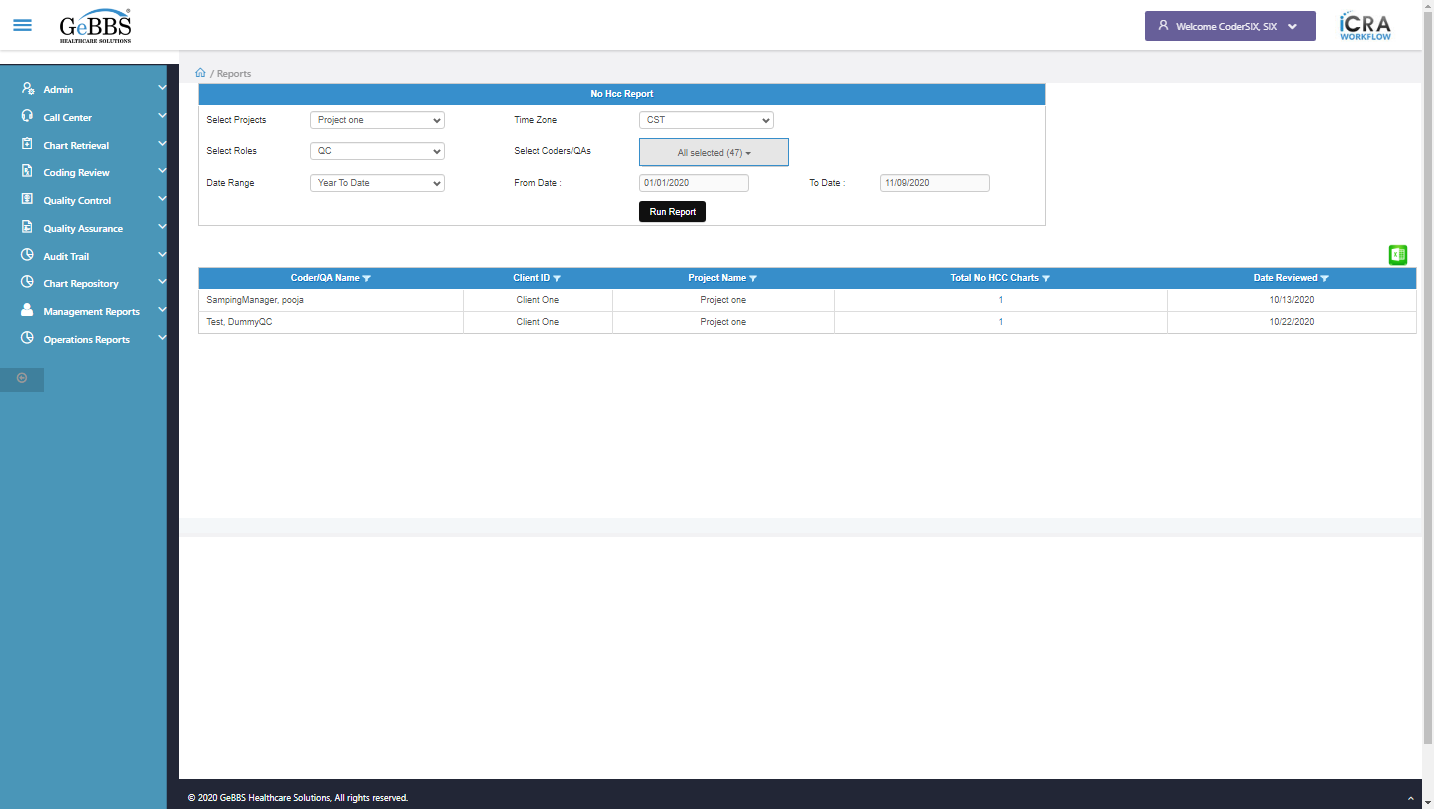 GeBBS®
HEALTHCARE SOLUTIONS
Welcome CoderSIX, SIX
iCRA
WORKFLOW
Admin
Call Center
Chart Retrieval
Coding Review
Quality Control
Quality Assurance
Audit Trail
Chart Repository
Management Reports
Operations Reports
/ Reports
No Hcc Report
Select Projects Project one Time Zone CST
Select Roles QC Select Coders/QAs All selected (47)
Date Range Year To Date From Date : 01/01/2020 To Date : 11/09/2020
Run Report
Coder/QA Name Client ID Project Name Total No HCC Charts Date Reviewed
SampingManager, pooja Client One Project one 1 10/13/2020
Test, DummyQC Client One Project one 1 10/22/2020
© 2020 GeBBS Healthcare Solutions, All rights reserved.